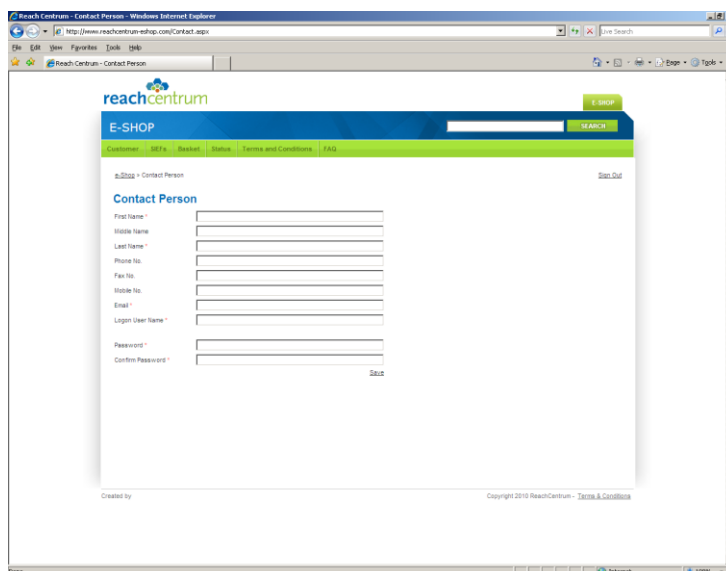 Reach Centrum - Contact Person - Windows Internet Explorer
http://www.reachcentrum-eshop.com/Contact.aspx
Live Search
File Edit View Favorites Tools Help
Reach Centrum - Contact Person
Page Tools
reachcentrum
E-SHOP
E-SHOP
SEARCH
Customer SIEFs Basket Status Terms and Conditions FAQ
e-Shop > Contact Person
Sign Out
Contact Person
First Name *
Middle Name
Last Name *
Phone No.
Fax No.
Mobile No.
Email *
Logon User Name *
Password *
Confirm Password *
Save
Created by
Copyright 2010 ReachCentrum - Terms & Conditions